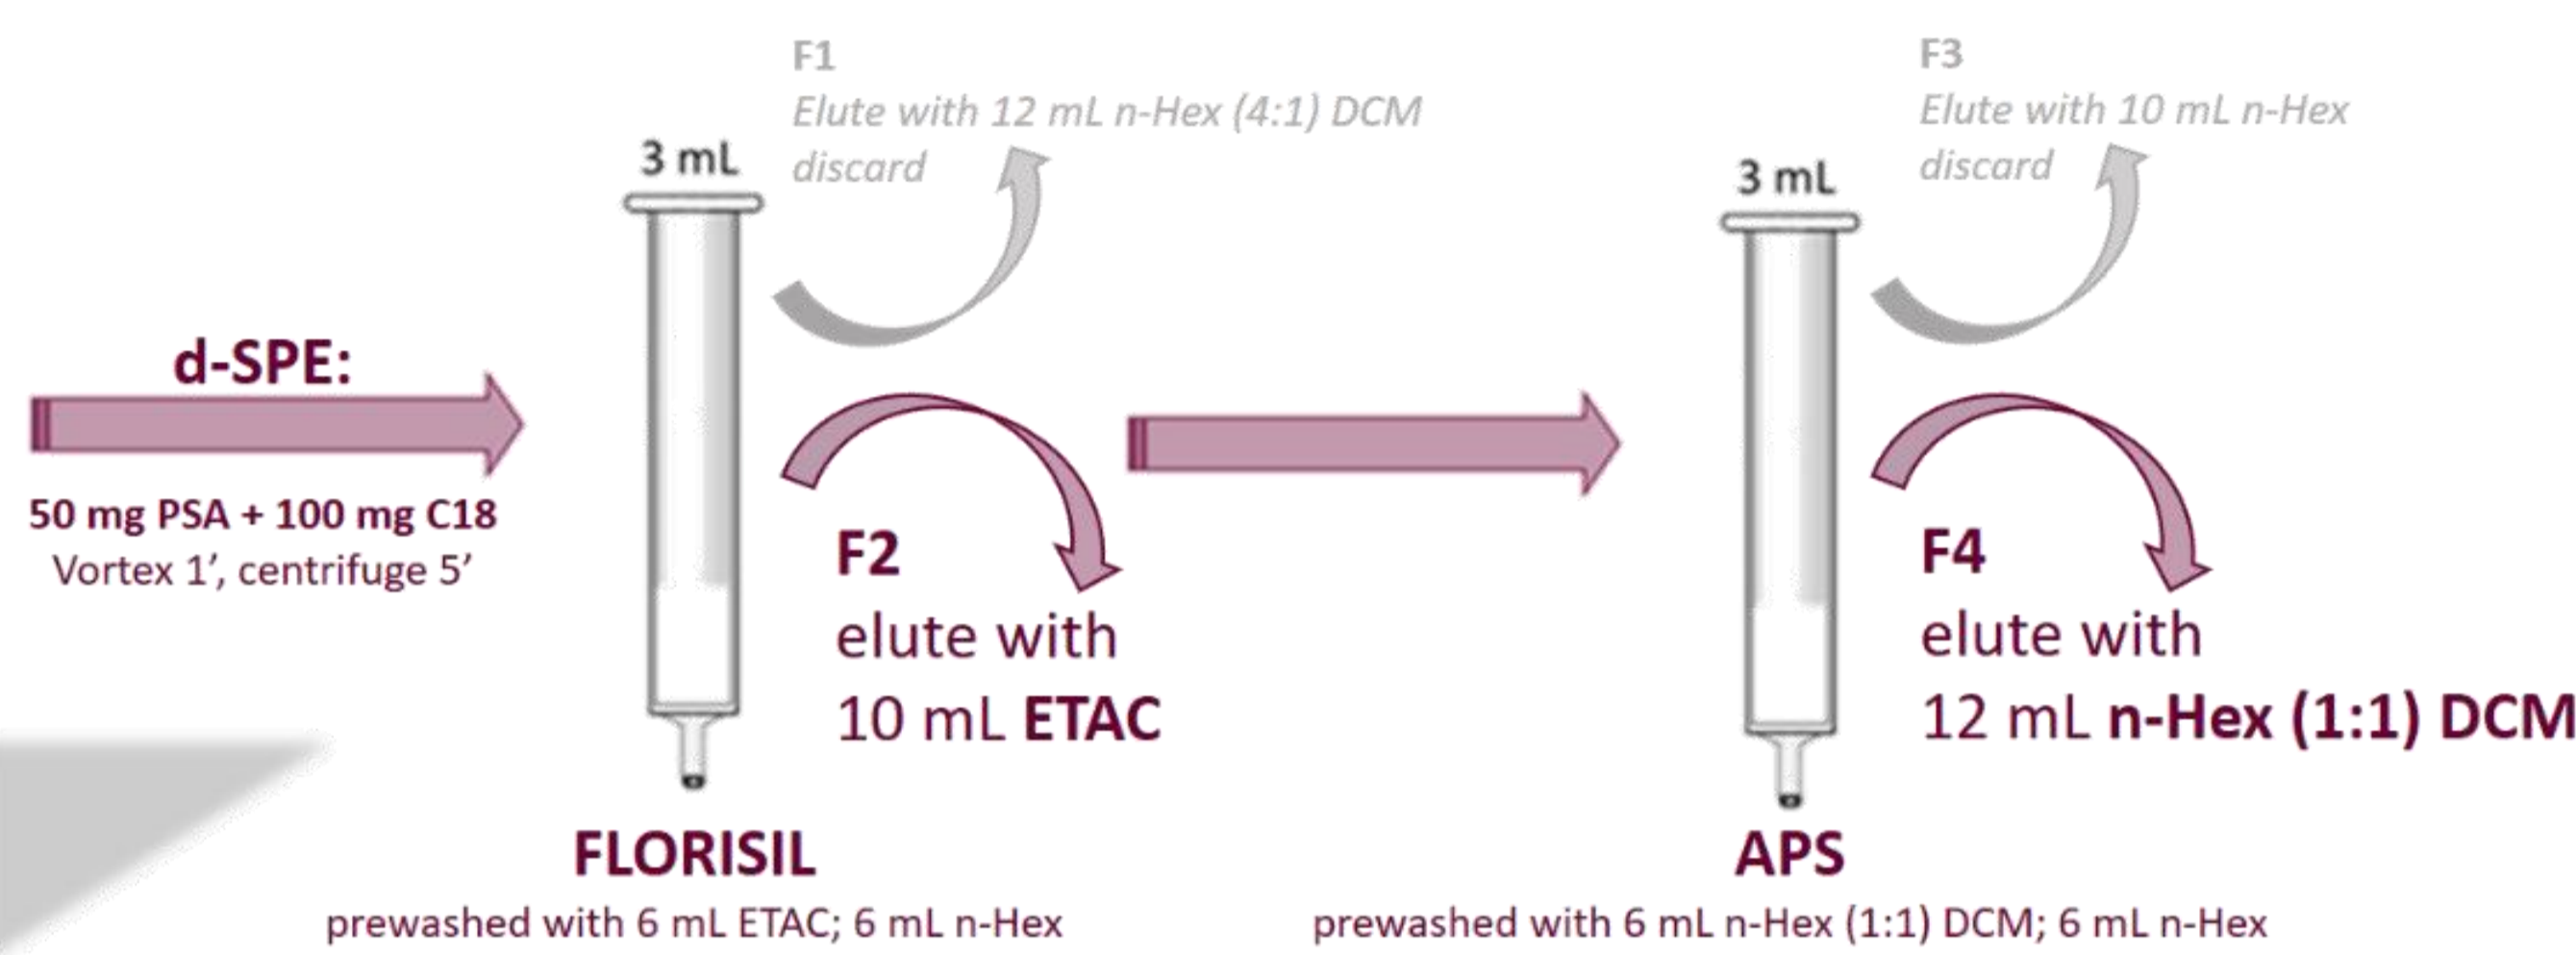 d-SPE:
50 mg PSA + 100 mg C18
Vortex 1’, centrifuge 5’
3 mL
F1
Elute with 12 mL n-Hex (4:1) DCM
discard
F2
elute with
10 mL ETAC
FLORISIL
prewashed with 6 mL ETAC; 6 mL n-Hex
3 mL
F3
Elute with 10 mL n-Hex
discard
F4
elute with
12 mL n-Hex (1:1) DCM
APS
prewashed with 6 mL n-Hex (1:1) DCM; 6 mL n-Hex